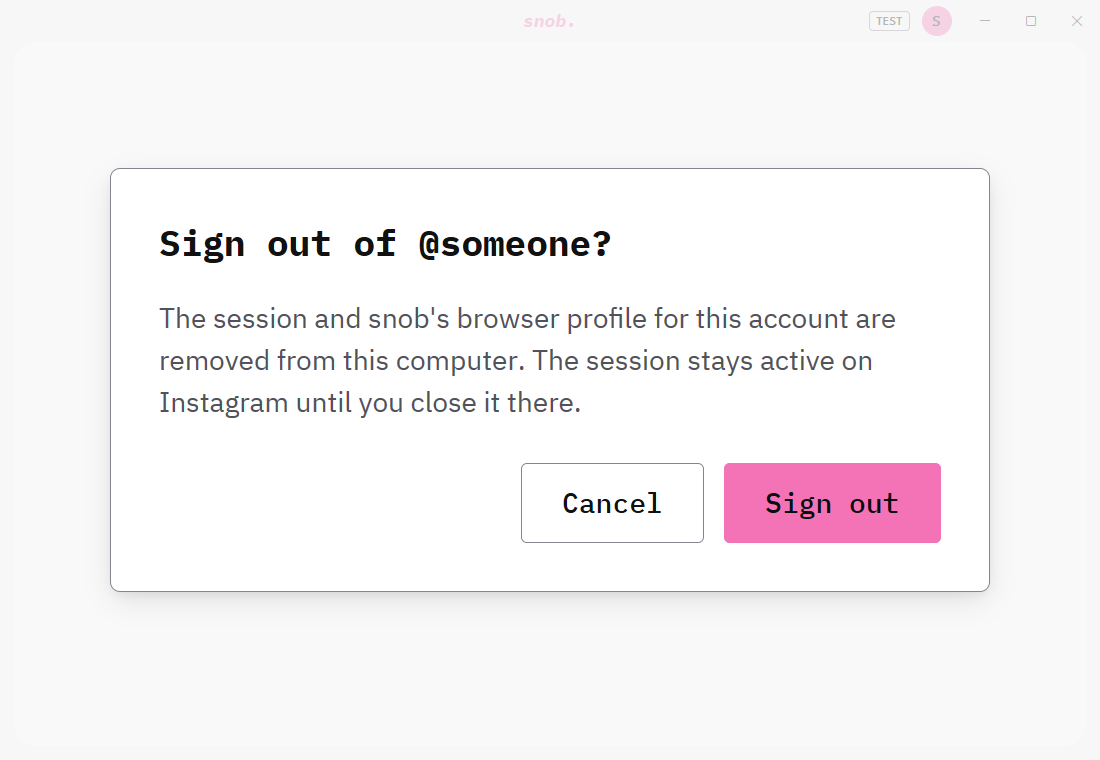 snob.
TEST
S
Sign out of @someone?
The session and snob's browser profile for this account are
removed from this computer. The session stays active on
Instagram until you close it there.
Cancel
Sign out